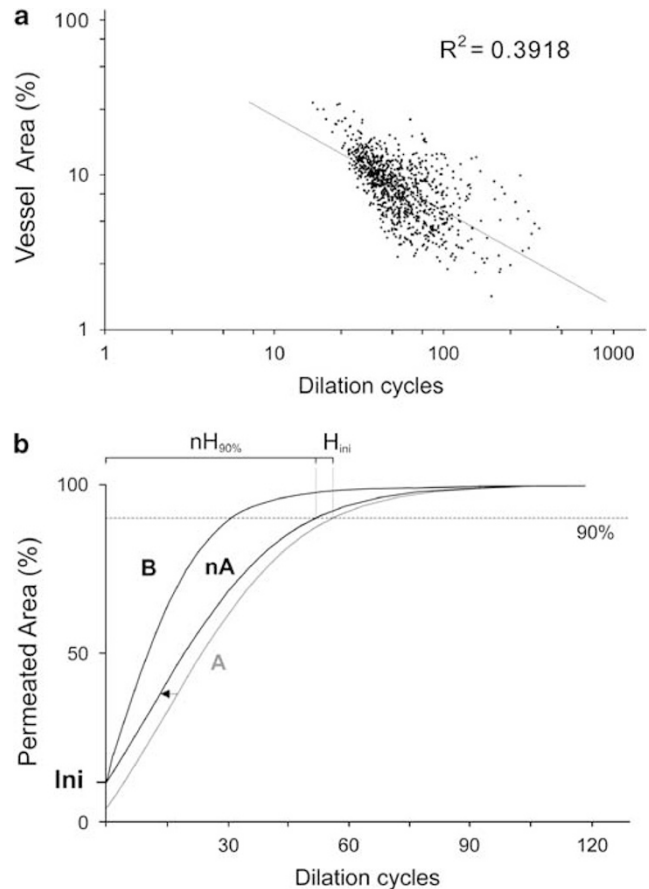 a
R² = 0.3918
100
10
1
Vessel Area (%)
1
10
100
1000
Dilation cycles
b
nH90%
Hini
100
90%
B
nA
A
50
Ini
0
Permeated Area (%)
30
60
90
120
Dilation cycles